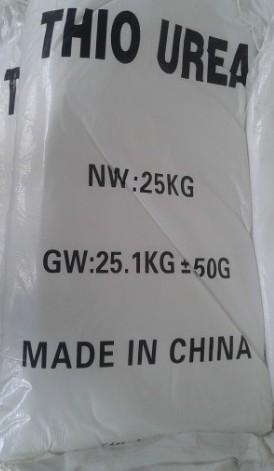 THIO UREA
NW:25KG
GW:25.1KG ±50G
MADE IN CHINA